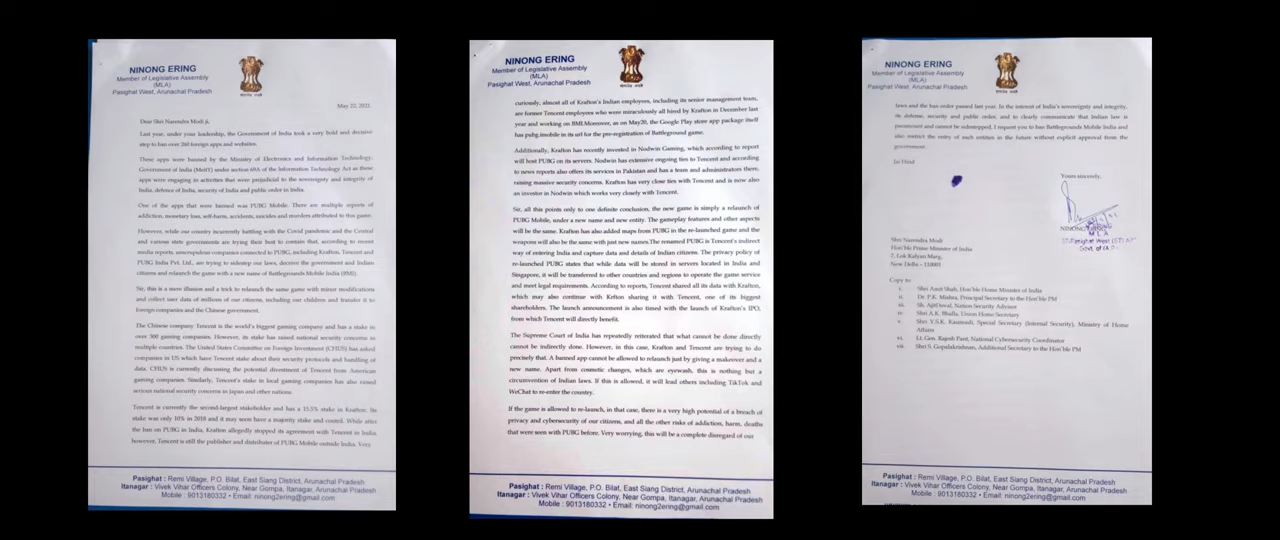 NINONG ERING
Member of Legislative Assembly
(MLA)
Pasighat West, Arunachal Pradesh
May 22, 2021
Dear Shri Narendra Modi ji,
Last year, under your leadership, the Government of India took a very bold and decisive
step to ban over 260 foreign apps and websites.
These apps were banned by the Ministry of Electronics and Information Technology,
Government of India (MeitY) under section 69A of the Information Technology Act as these
apps were engaging in activities that were prejudicial to the sovereignty and integrity of
India, defence of India, security of India and public order in India.
One of the apps that were banned was PUBG Mobile. There are multiple reports of
addiction, monetary loss, self-harm, accidents, suicides and murders attributed to this game.
However, while our country incurrently battling with the Covid pandemic and the Central
and various state governments are trying their best to contain that, according to recent
media reports, unscrupulous companies connected to PUBG, including Krafton, Tencent and
PUBG India Pvt. Ltd., are trying to sidestep our laws, deceive the government and Indian
citizens and relaunch the game with a new name of Battlegrounds Mobile India (BMI).
Sir, this is a mere illusion and a trick to relaunch the same game with minor modifications
and collect user data of millions of our citizens, including our children and transfer it to
foreign companies and the Chinese government.
The Chinese company Tencent is the world's biggest gaming company and has a stake in
over 300 gaming companies. However, its stake has raised national security concerns in
multiple countries. The United States Committee on Foreign Investment (CFIUS) has asked
companies in US which have Tencent stake about their security protocols and handling of
data. CFIUS is currently discussing the potential divestment of Tencent from American
gaming companies. Similarly, Tencent's stake in local gaming companies has also raised
serious national security concerns in Japan and other nations.
Tencent is currently the second-largest stakeholder and has a 15.5% stake in Krafton. Its
stake was only 10% in 2018 and it may soon have a majority stake and control. While after
the ban on PUBG in India, Krafton allegedly stopped its agreement with Tencent in India,
however, Tencent is still the publisher and distributer of PUBG Mobile outside India. Very
Pasighat : Remi Village, P.O. Bilat, East Siang District, Arunachal Pradesh
Itanagar : Vivek Vihar Officers Colony, Near Gompa, Itanagar, Arunachal Pradesh
Mobile : 9013180332 • Email: ninong2ering@gmail.com
NINONG ERING
Member of Legislative Assembly
(MLA)
Pasighat West, Arunachal Pradesh
curiously, almost all of Krafton's Indian employees, including its senior management team,
are former Tencent employees who were miraculously all hired by Krafton in December last
year and working on BMI.Moreover, as on May20, the Google Play store app package itself
has pubg.imobile in its url for the pre-registration of Battleground game.
Additionally, Krafton has recently invested in Nodwin Gaming, which according to report
will host PUBG on its servers. Nodwin has extensive ongoing ties to Tencent and according
to news reports also offers its services in Pakistan and has a team and administrators there,
raising massive security concerns. Krafton has very close ties with Tencent and is now also
an investor in Nodwin which works very closely with Tencent.
Sir, all this points only to one definite conclusion, the new game is simply a relaunch of
PUBG Mobile, under a new name and new entity. The gameplay features and other aspects
will be the same. Krafton has also added maps from PUBG in the re-launched game and the
weapons will also be the same with just new names.The renamed PUBG is Tencent's indirect
way of entering India and capture data and details of Indian citizens. The privacy policy of
re-launched PUBG states that while data will be stored in servers located in India and
Singapore, it will be transferred to other countries and regions to operate the game service
and meet legal requirements. According to reports, Tencent shared all its data with Krafton,
which may also continue with Krfton sharing it with Tencent, one of its biggest
shareholders. The launch announcement is also timed with the launch of Krafton's IPO,
from which Tencent will directly benefit.
The Supreme Court of India has repeatedly reiterated that what cannot be done directly
cannot be indirectly done. However, in this case, Krafton and Tencent are trying to do
precisely that. A banned app cannot be allowed to relaunch just by giving a makeover and a
new name. Apart from cosmetic changes, which are eyewash, this is nothing but a
circumvention of Indian laws. If this is allowed, it will lead others including TikTok and
WeChat to re-enter the country.
If the game is allowed to re-launch, in that case, there is a very high potential of a breach of
privacy and cybersecurity of our citizens, and all the other risks of addiction, harm, deaths
that were seen with PUBG before. Very worrying, this will be a complete disregard of our
Pasighat : Remi Village, P.O. Bilat, East Siang District, Arunachal Pradesh
Itanagar : Vivek Vihar Officers Colony, Near Gompa, Itanagar, Arunachal Pradesh
Mobile : 9013180332 • Email: ninong2ering@gmail.com
NINONG ERING
Member of Legislative Assembly
(MLA)
Pasighat West, Arunachal Pradesh
laws and the ban order passed last year. In the interest of India's sovereignty and integrity,
its defense, security and public order, and to clearly communicate that Indian law is
paramount and cannot be sidestepped, I request you to ban Battlegrounds Mobile India and
also restrict the entry of such entities in the future without explicit approval from the
government.
Jai Hind
Yours sincerely,
NINONG ERING
M L A
Pasighat West (ST)
Govt. of
Shri Narendra Modi
Hon'ble Prime Minister of India
7, Lok Kalyan Marg,
New Delhi - 110001
Copy to
i. Shri Amit Shah, Hon'ble Home Minister of India
ii. Dr. P.K. Mishra, Principal Secretary to the Hon'ble PM
iii. Sh. Ajit Doval, Nation Security Advisor
iv. Shri A.K. Bhalla, Union Home Secretary
v. Shri V.S.K. Kaumudi, Special Secretary (Internal Security), Ministry of Home
Affairs
vi. Lt. Gen. Rajesh Pant, National Cybersecurity Coordinator
vii. Shri S. Gopalakrishnan, Additional Secretary to the Hon'ble PM
Pasighat : Remi Village, P.O. Bilat, East Siang District, Arunachal Pradesh
Itanagar : Vivek Vihar Officers Colony, Near Gompa, Itanagar, Arunachal Pradesh
Mobile : 9013180332 • Email: ninong2ering@gmail.com